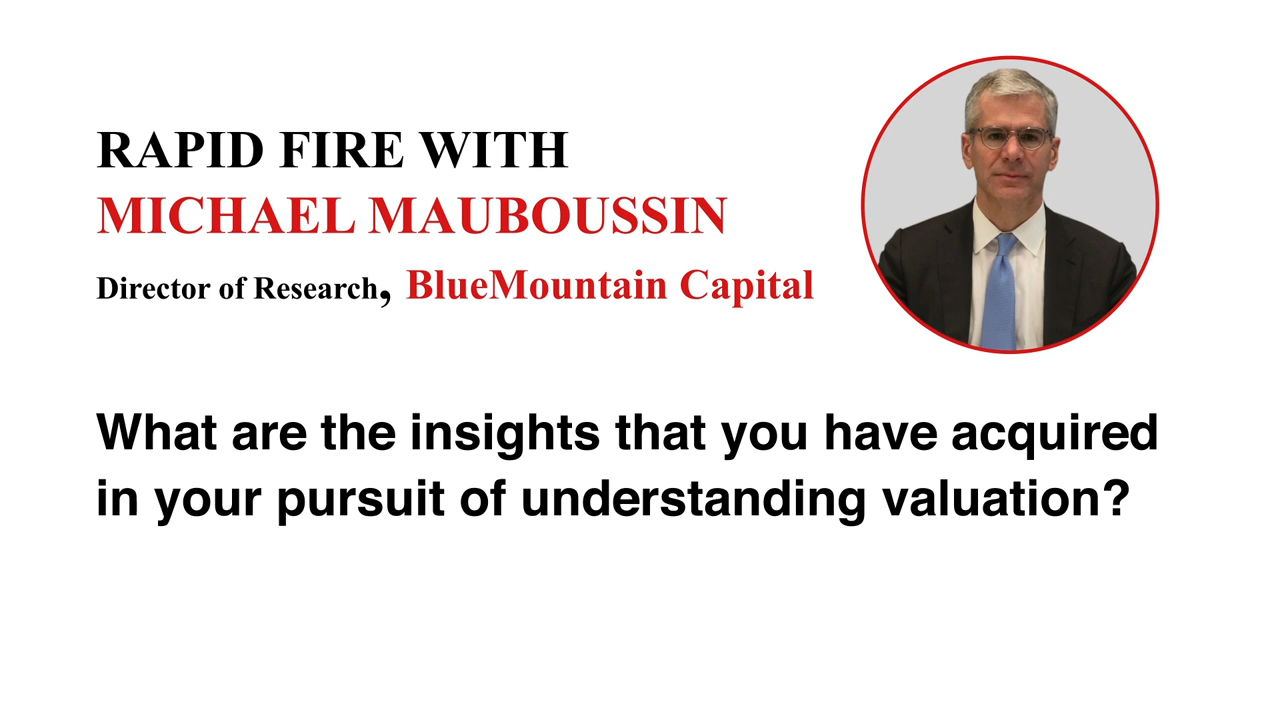 RAPID FIRE WITH
MICHAEL MAUBOUSSIN
Director of Research, BlueMountain Capital
What are the insights that you have acquired
in your pursuit of understanding valuation?